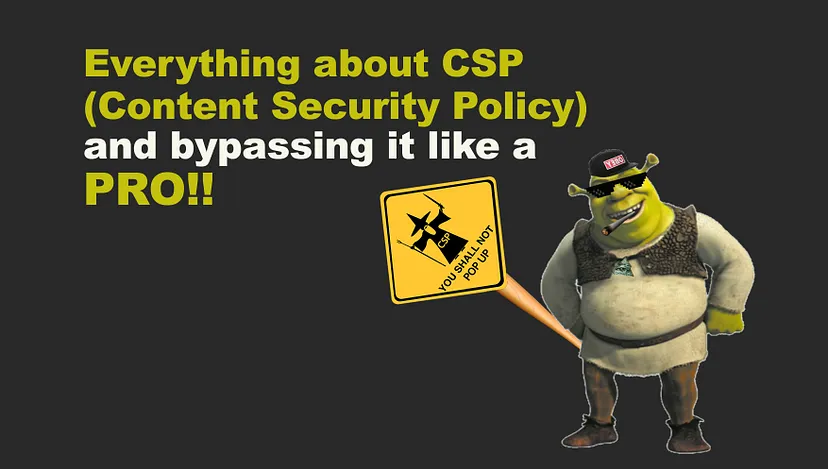 Everything about CSP
(Content Security Policy)
and bypassing it like a
PRO!!
CSP
YOU SHALL NOT
POP UP